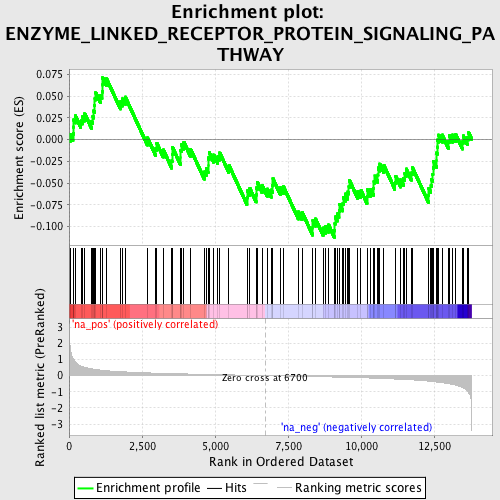 Enrichment plot:
ENZYME_LINKED_RECEPTOR_PROTEIN_SIGNALING_PA
THWAY
Enrichment score (ES)
0.075
0.050
0.025
0.000
-0.025
-0.050
-0.075
-0.100
'na_pos' (positively correlated)
Ranked list metric (PreRanked)
3
2
1
0
-1
-2
-3
Zero cross at 6700
'na_neg' (negatively correlated)
0
2,500
5,000
7,500
10,000
12,500
Rank in Ordered Dataset
Enrichment profile
Hits
Ranking metric scores